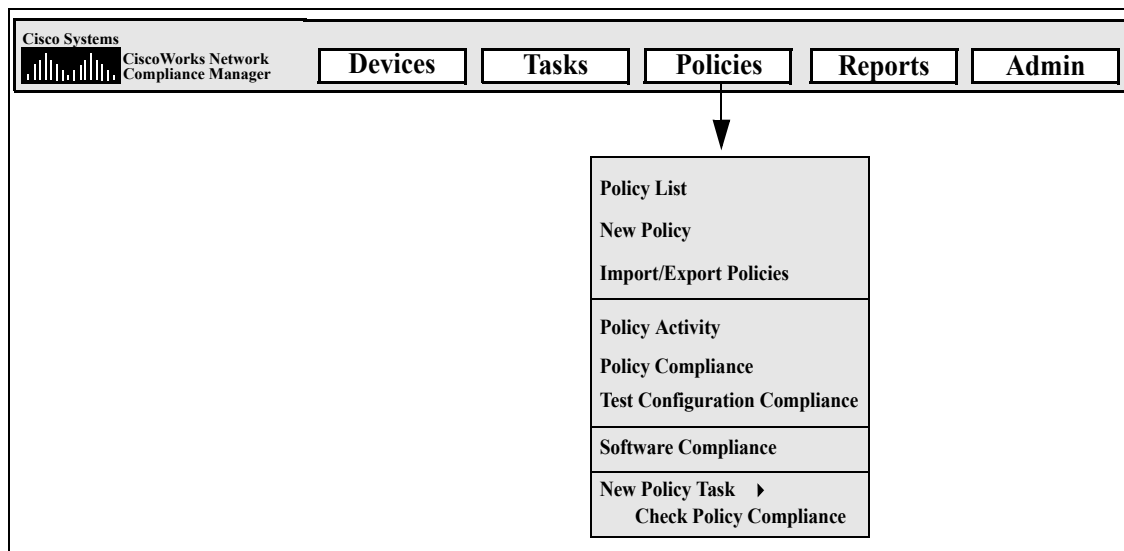 Cisco Systems
CiscoWorks Network
Compliance Manager
Devices
Tasks
Policies
Reports
Admin
Policy List
New Policy
Import/Export Policies
Policy Activity
Policy Compliance
Test Configuration Compliance
Software Compliance
New Policy Task
Check Policy Compliance